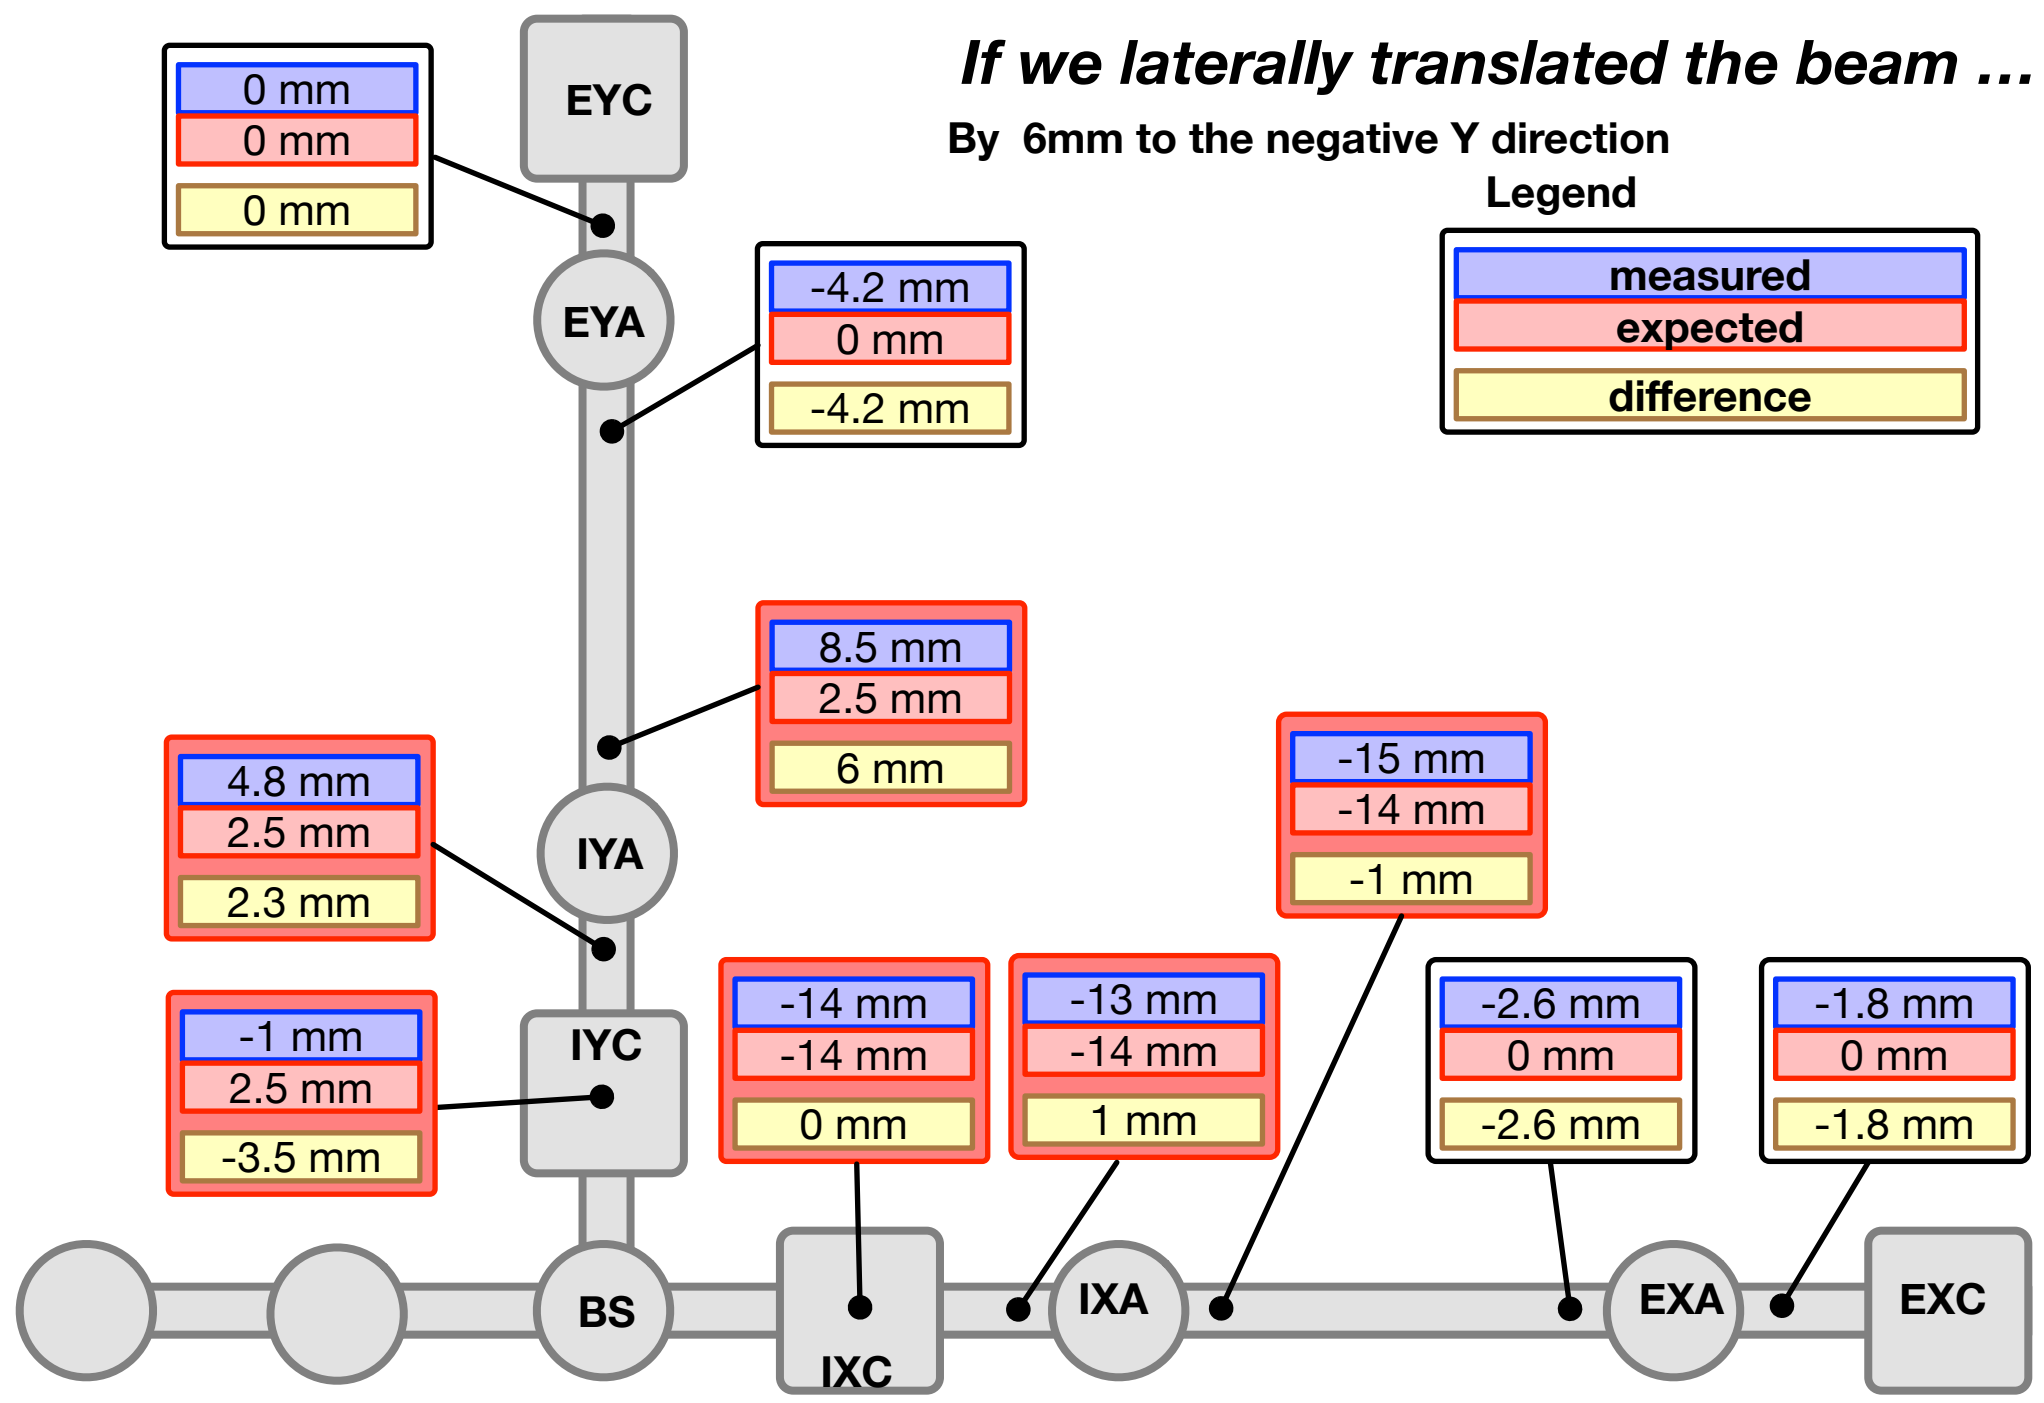 If we laterally translated the beam ...
By 6mm to the negative Y direction
Legend
measured
expected
difference
EYC
0 mm
0 mm
0 mm
EYA
-4.2 mm
0 mm
-4.2 mm
8.5 mm
2.5 mm
6 mm
IYA
4.8 mm
2.5 mm
2.3 mm
IYC
-1 mm
2.5 mm
-3.5 mm
-14 mm
-14 mm
0 mm
-13 mm
-14 mm
1 mm
-15 mm
-14 mm
-1 mm
-2.6 mm
0 mm
-2.6 mm
-1.8 mm
0 mm
-1.8 mm
BS
IXC
IXA
EXA
EXC